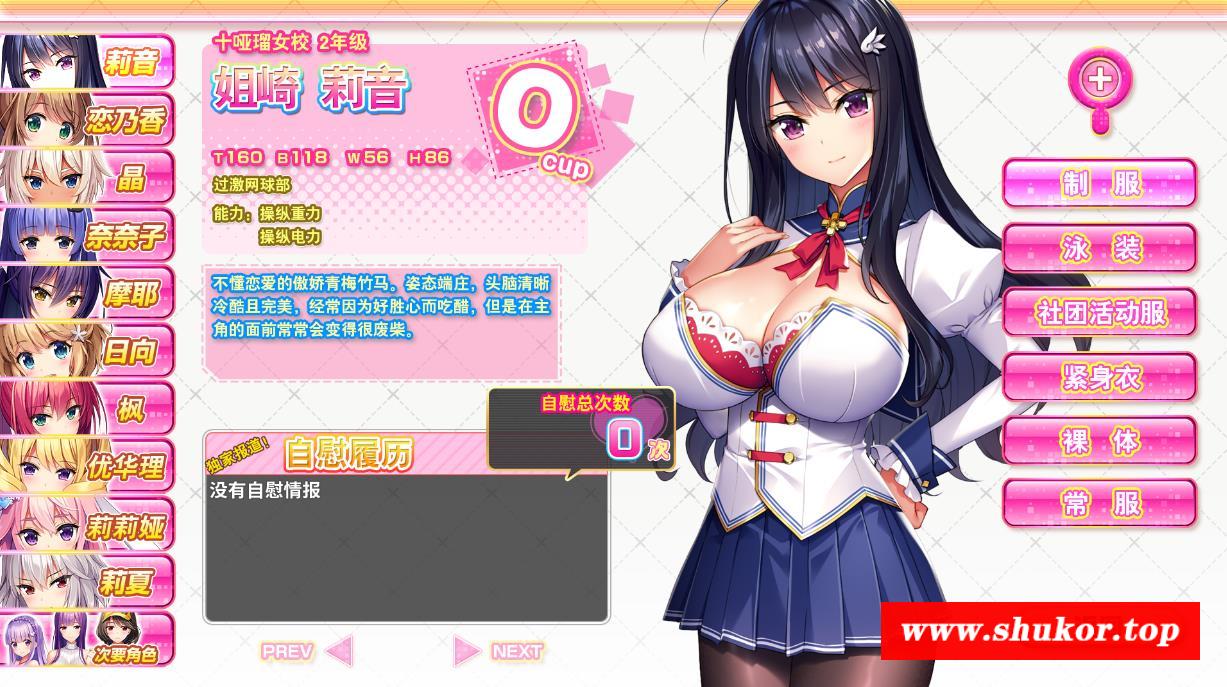 莉音
恋乃香
晶
奈奈子
摩耶
日向
枫
优华理
莉莉娅
莉夏
次要角色
十哑瑠女校 2年级
姐崎 莉音
O
cup
T160 B118 W56 H86
过激网球部
能力：操纵重力
操纵电力
不懂恋爱的傲娇青梅竹马。姿态端庄，头脑清晰
冷酷且完美，经常因为好胜心而吃醋，但是在主
角的面前常常会变得很废柴。
自慰总次数
0次
独家报道!
自慰履历
没有自慰情报
PREV
NEXT
制 服
泳 装
社团活动服
紧身衣
裸 体
常 服
www.shukor.top